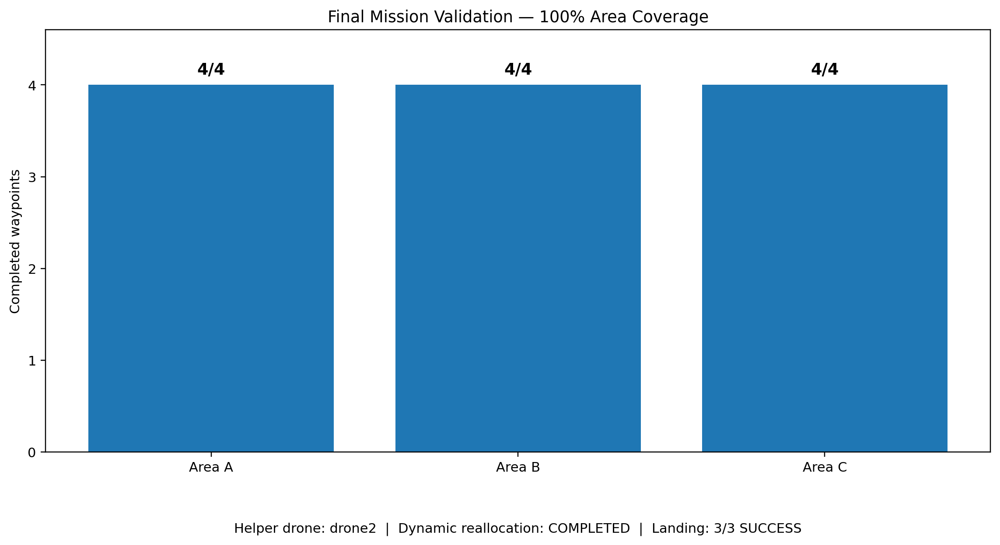 Final Mission Validation — 100% Area Coverage
4/4
4/4
4/4
4
3
2
1
0
Completed waypoints
Area A
Area B
Area C
Helper drone: drone2 | Dynamic reallocation: COMPLETED | Landing: 3/3 SUCCESS